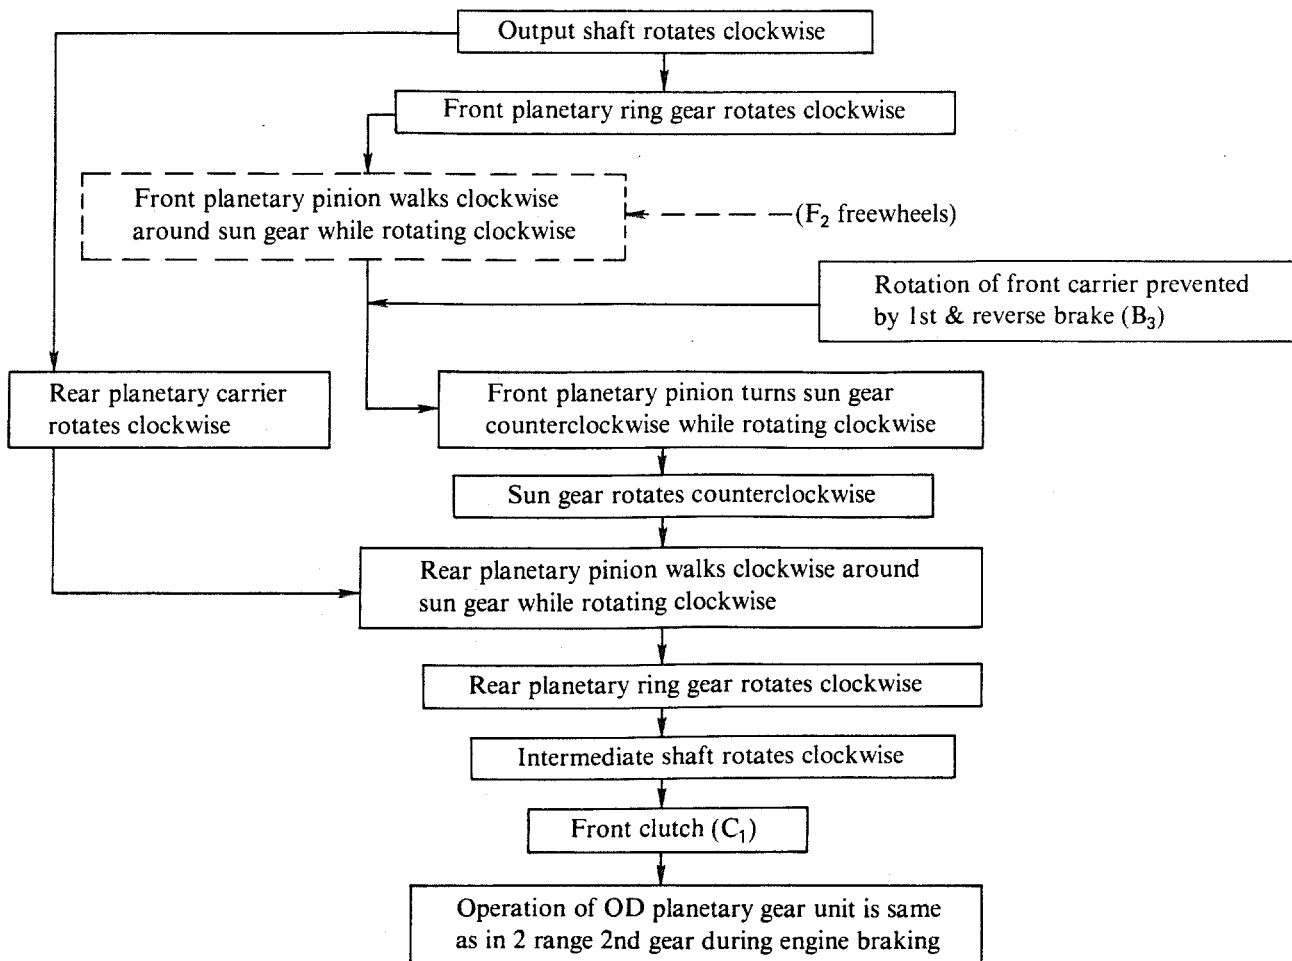 Output shaft rotates clockwise
Front planetary ring gear rotates clockwise
Front planetary pinion walks clockwise
around sun gear while rotating clockwise
(F₂ freewheels)
Rotation of front carrier prevented
by 1st & reverse brake (B₃)
Rear planetary carrier
rotates clockwise
Front planetary pinion turns sun gear
counterclockwise while rotating clockwise
Sun gear rotates counterclockwise
Rear planetary pinion walks clockwise around
sun gear while rotating clockwise
Rear planetary ring gear rotates clockwise
Intermediate shaft rotates clockwise
Front clutch (C₁)
Operation of OD planetary gear unit is same
as in 2 range 2nd gear during engine braking